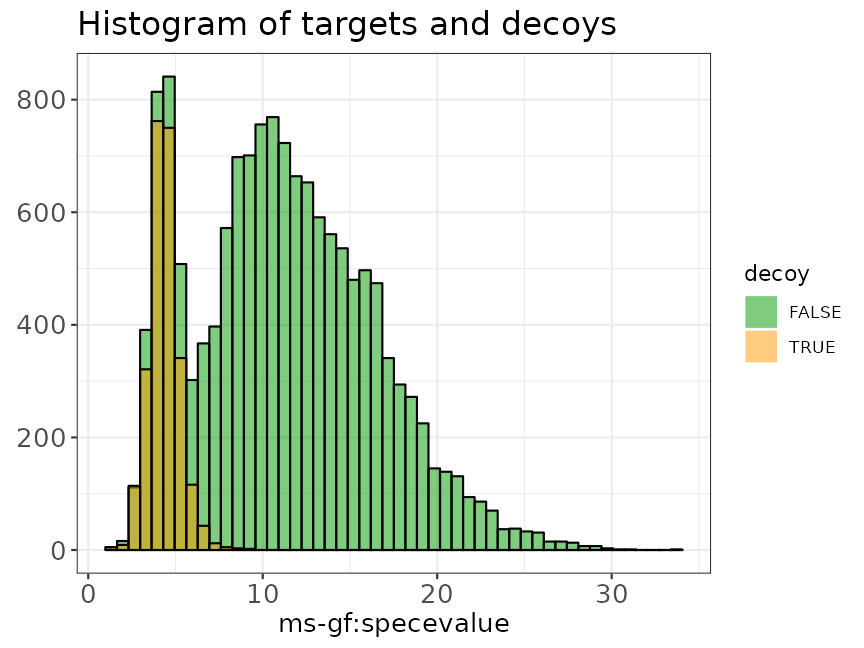 Histogram of targets and decoys
800
600
400
200
0
0 10 20 30
ms-gf:specevalue
decoy
FALSE
TRUE